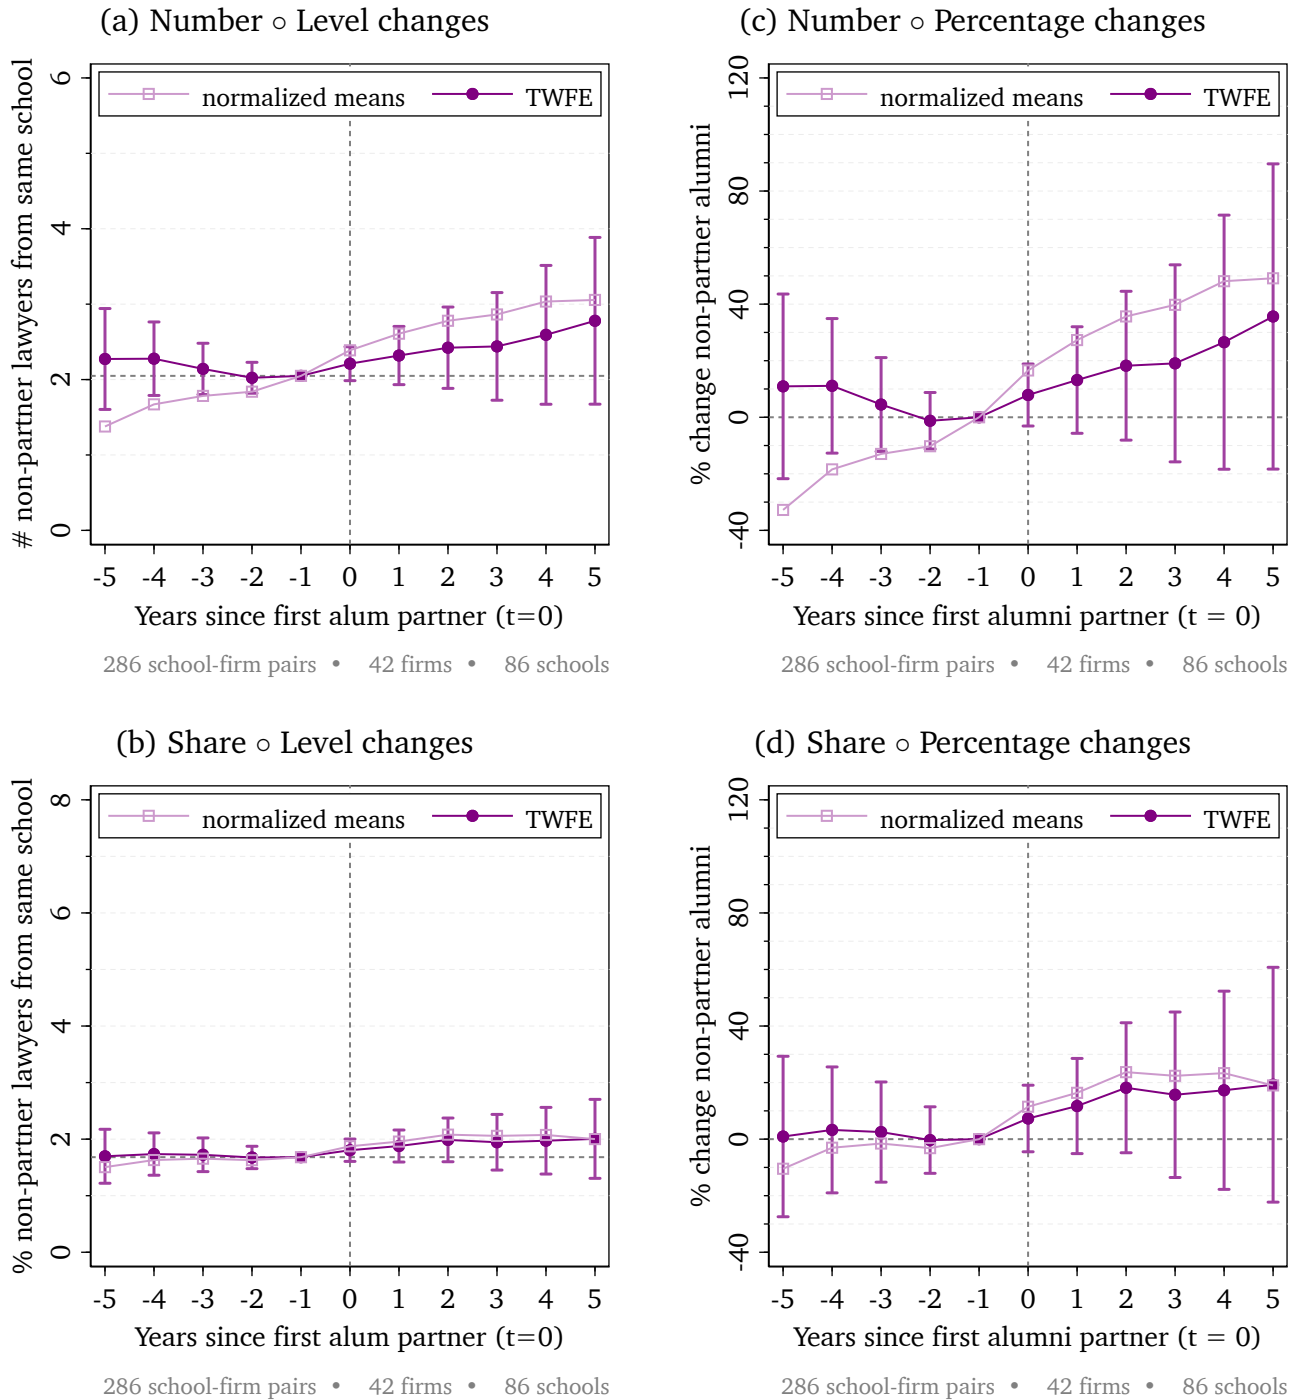 (a) Number ∘ Level changes
# non-partner lawyers from same school
6
4
2
0
normalized means
TWFE
-5 -4 -3 -2 -1 0 1 2 3 4 5
Years since first alum partner (t=0)
286 school-firm pairs • 42 firms • 86 schools
(c) Number ∘ Percentage changes
% change non-partner alumni
120
80
40
0
-40
normalized means
TWFE
-5 -4 -3 -2 -1 0 1 2 3 4 5
Years since first alumni partner (t = 0)
286 school-firm pairs • 42 firms • 86 schools
(b) Share ∘ Level changes
% non-partner lawyers from same school
8
6
4
2
0
normalized means
TWFE
-5 -4 -3 -2 -1 0 1 2 3 4 5
Years since first alum partner (t=0)
286 school-firm pairs • 42 firms • 86 schools
(d) Share ∘ Percentage changes
% change non-partner alumni
120
80
40
0
-40
normalized means
TWFE
-5 -4 -3 -2 -1 0 1 2 3 4 5
Years since first alumni partner (t = 0)
286 school-firm pairs • 42 firms • 86 schools